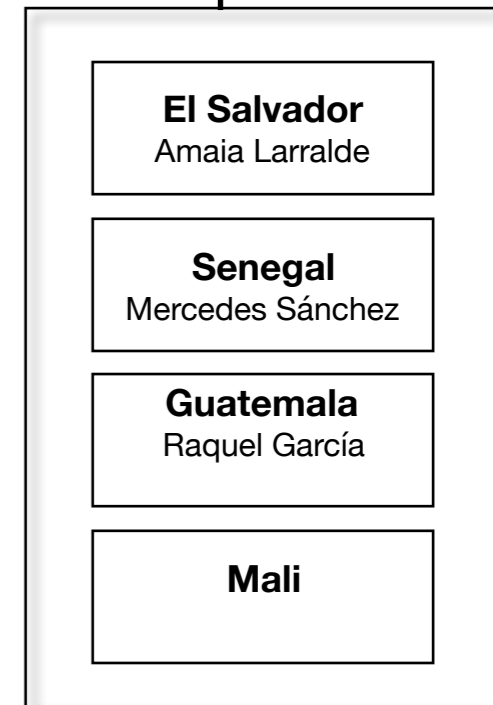 El Salvador
Amaia Larralde
Senegal
Mercedes Sánchez
Guatemala
Raquel García
Mali